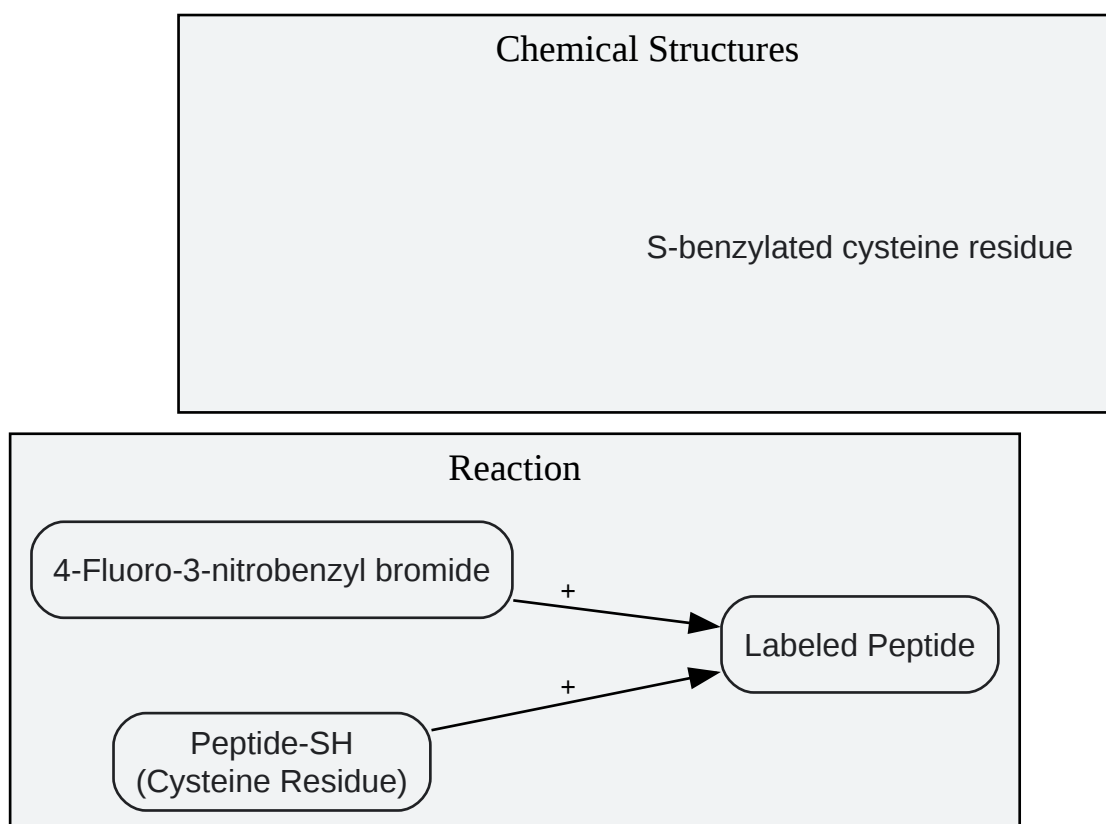 Chemical Structures
S-benzylated cysteine residue
Reaction
4-Fluoro-3-nitrobenzyl bromide
+
Labeled Peptide
+
Peptide-SH
(Cysteine Residue)